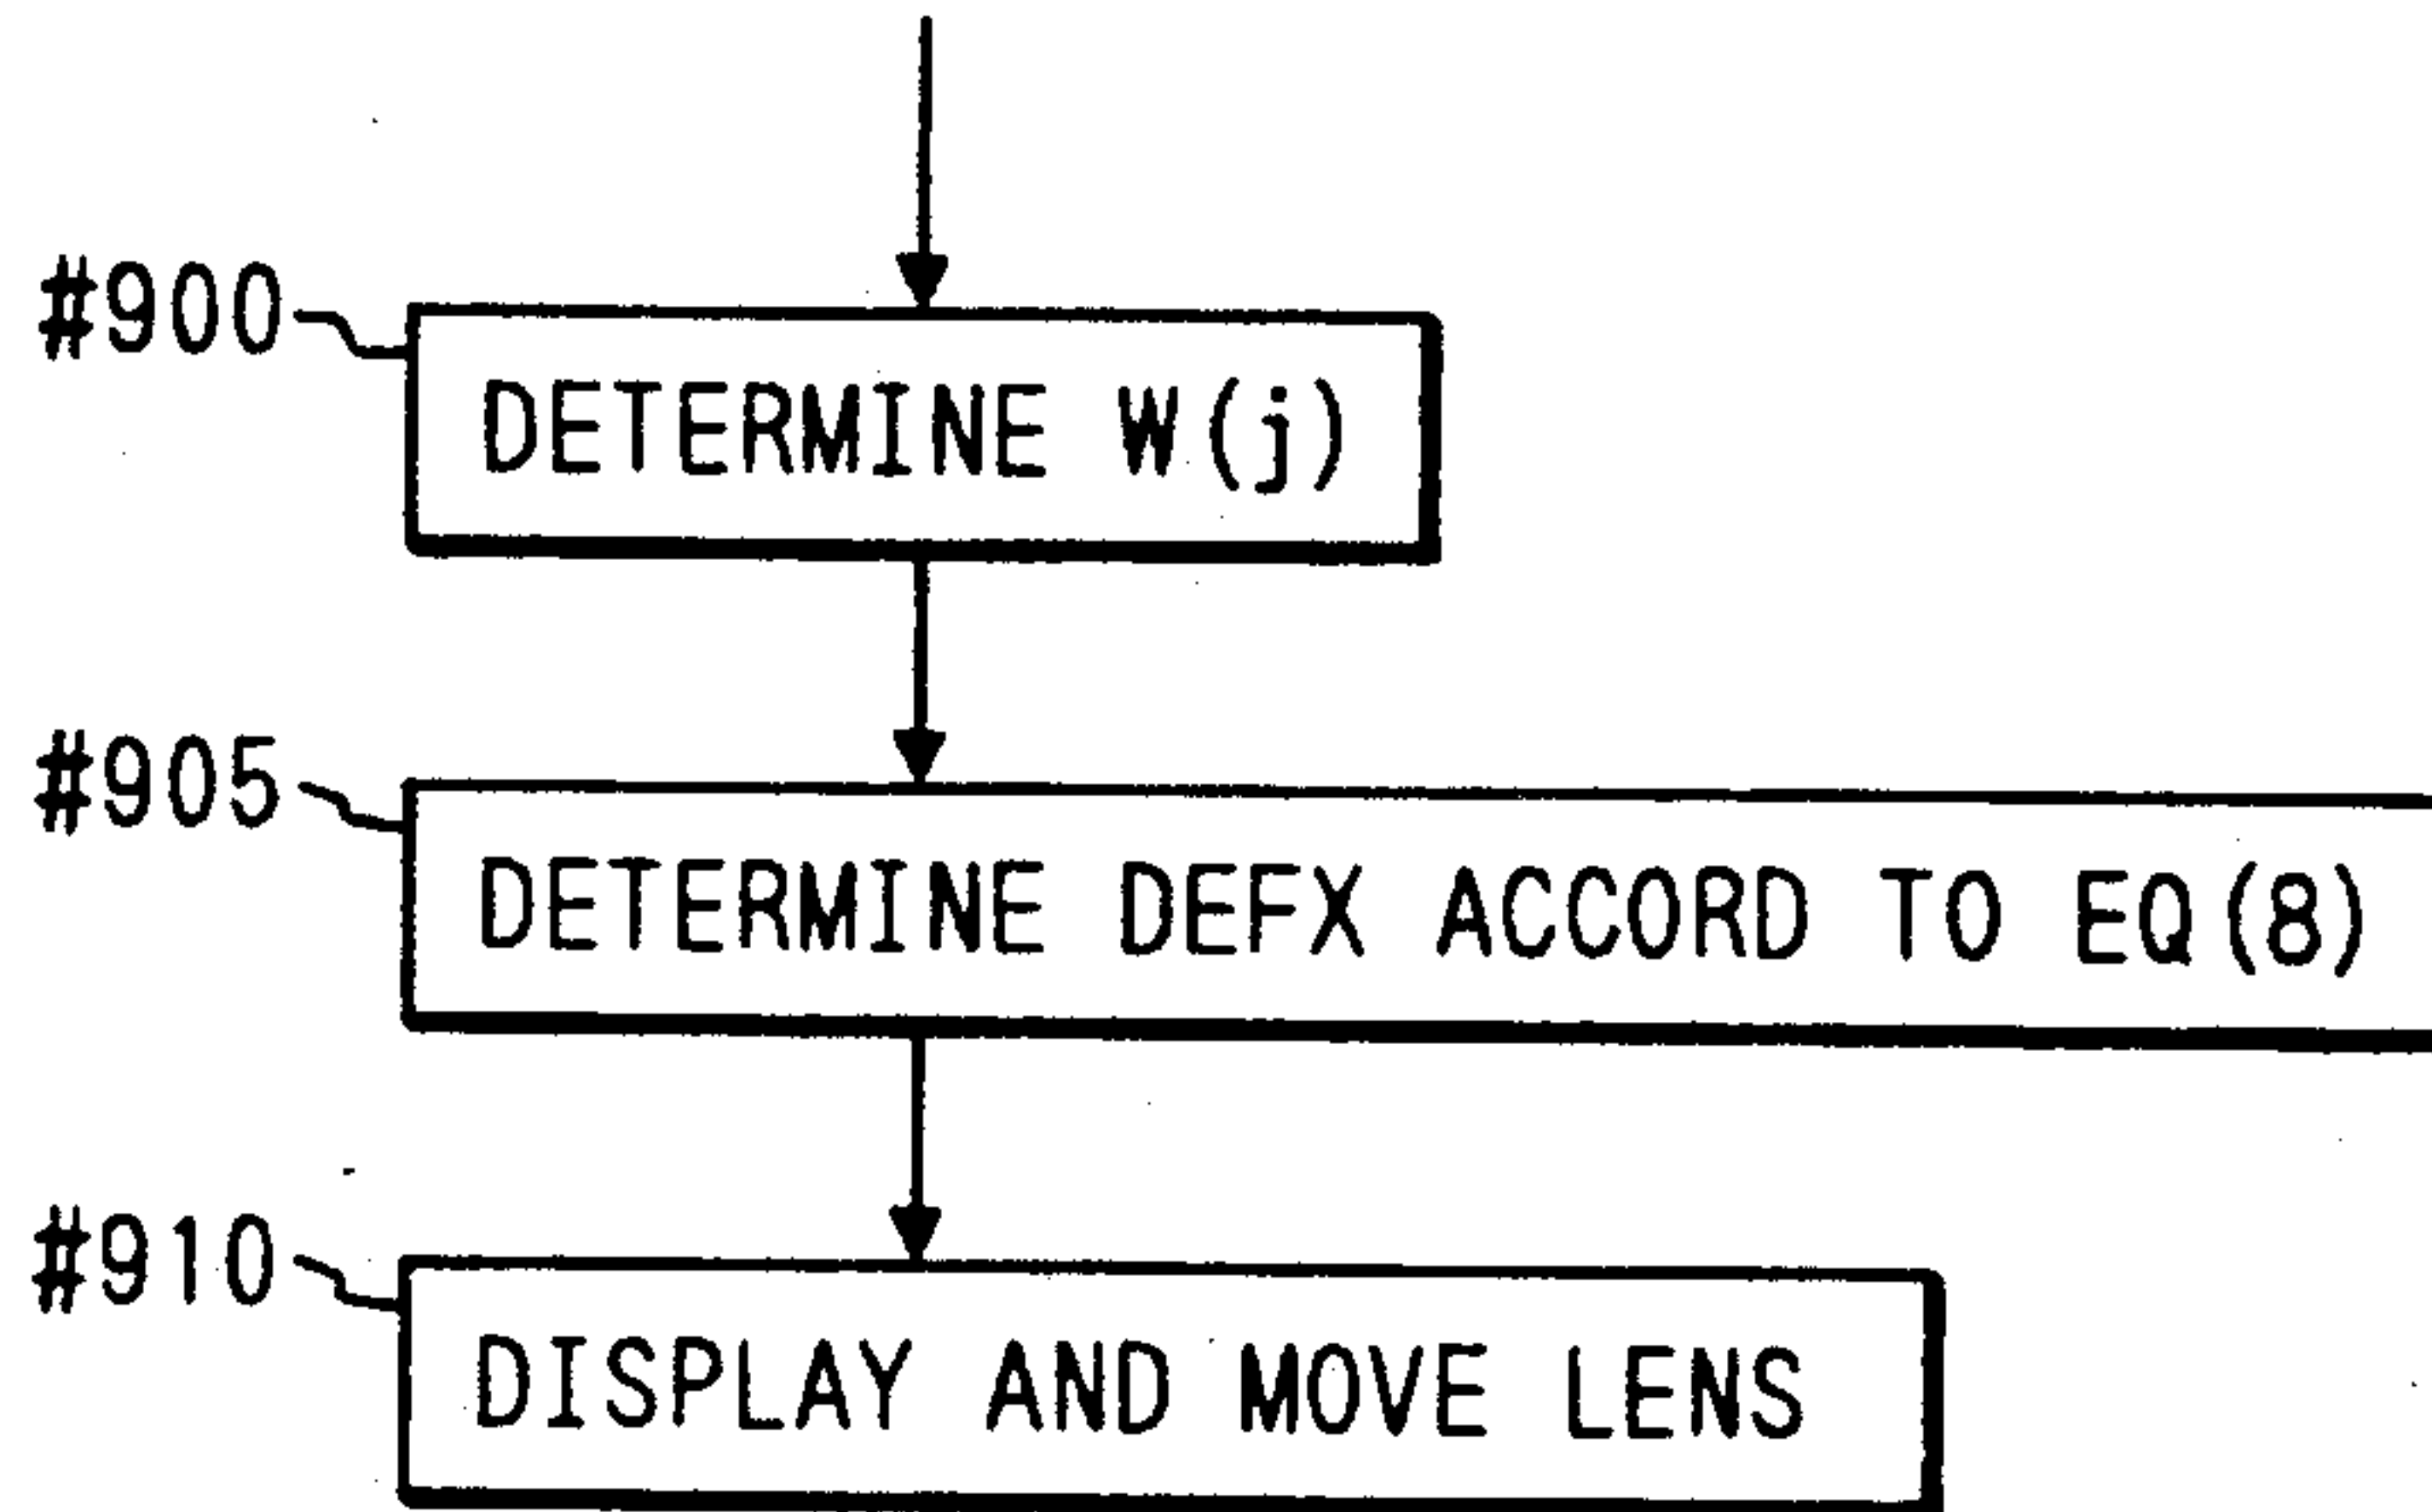 #900
DETERMINE W(j)
#905
DETERMINE DEFX ACCORD TO EQ(8)
#910
DISPLAY AND MOVE LENS